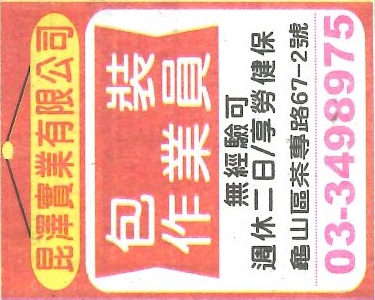 昆澤實業有限公司
包裝
作業員
無經驗可
週休二日/享勞健保
龜山區茶專路67-2號
03-3498975